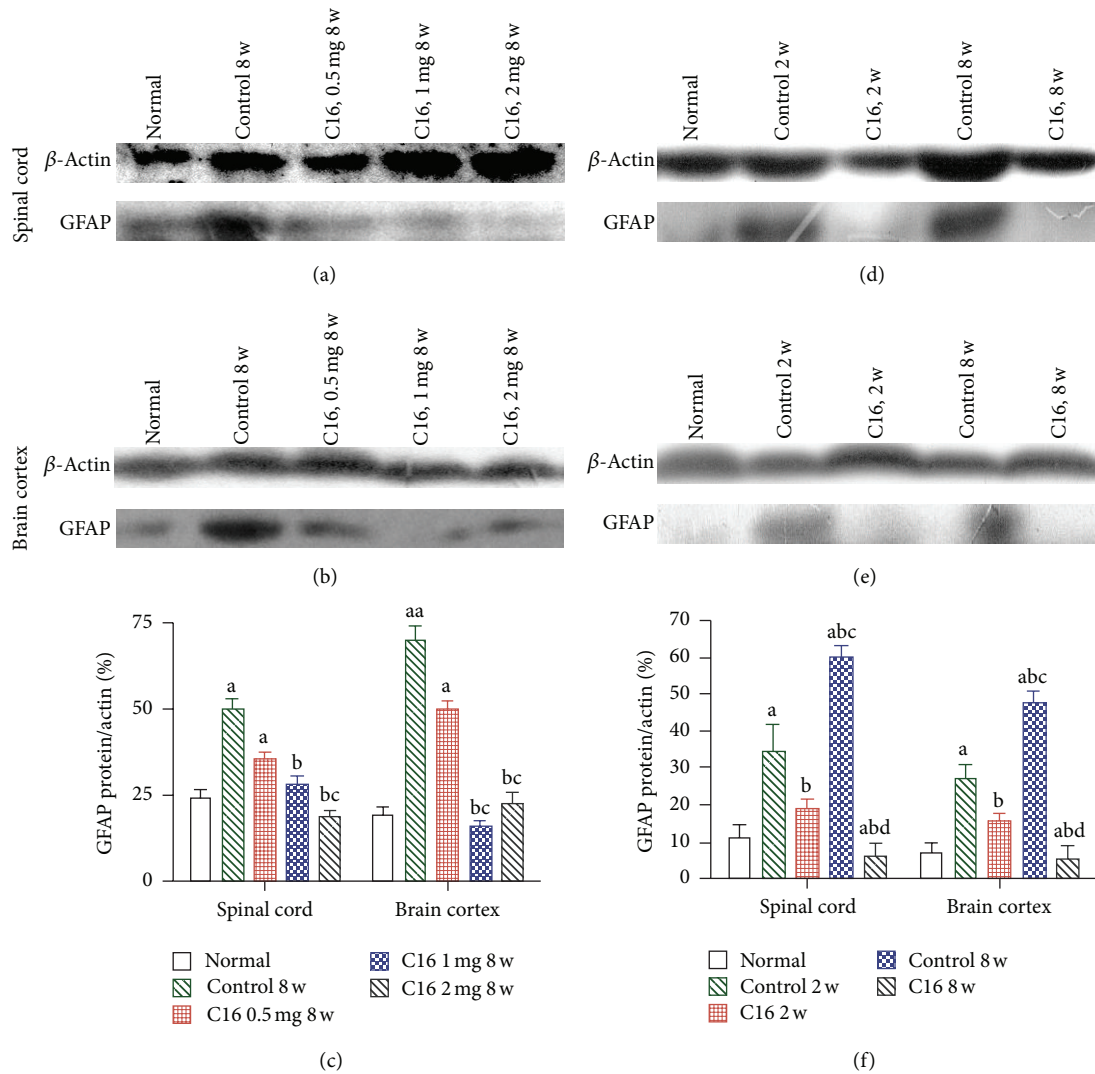 Normal
Control 8 w
C16, 0.5 mg 8 w
C16, 1 mg 8 w
C16, 2 mg 8 w
Spinal cord
β-Actin
GFAP
(a)
Normal
Control 2 w
C16, 2 w
Control 8 w
C16, 8 w
β-Actin
GFAP
(d)
Normal
Control 8 w
C16, 0.5 mg 8 w
C16, 1 mg 8 w
C16, 2 mg 8 w
Brain cortex
β-Actin
GFAP
(b)
Normal
Control 2 w
C16, 2 w
Control 8 w
C16, 8 w
β-Actin
GFAP
(e)
GFAP protein/actin (%)
75
50
25
0
a
a
b
bc
aa
a
bc
bc
Spinal cord
Brain cortex
Normal
Control 8 w
C16 0.5 mg 8 w
C16 1 mg 8 w
C16 2 mg 8 w
(c)
GFAP protein/actin (%)
70
60
50
40
30
20
10
0
a
b
abc
abd
a
b
abc
abd
Spinal cord
Brain cortex
Normal
Control 2 w
C16 2 w
Control 8 w
C16 8 w
(f)